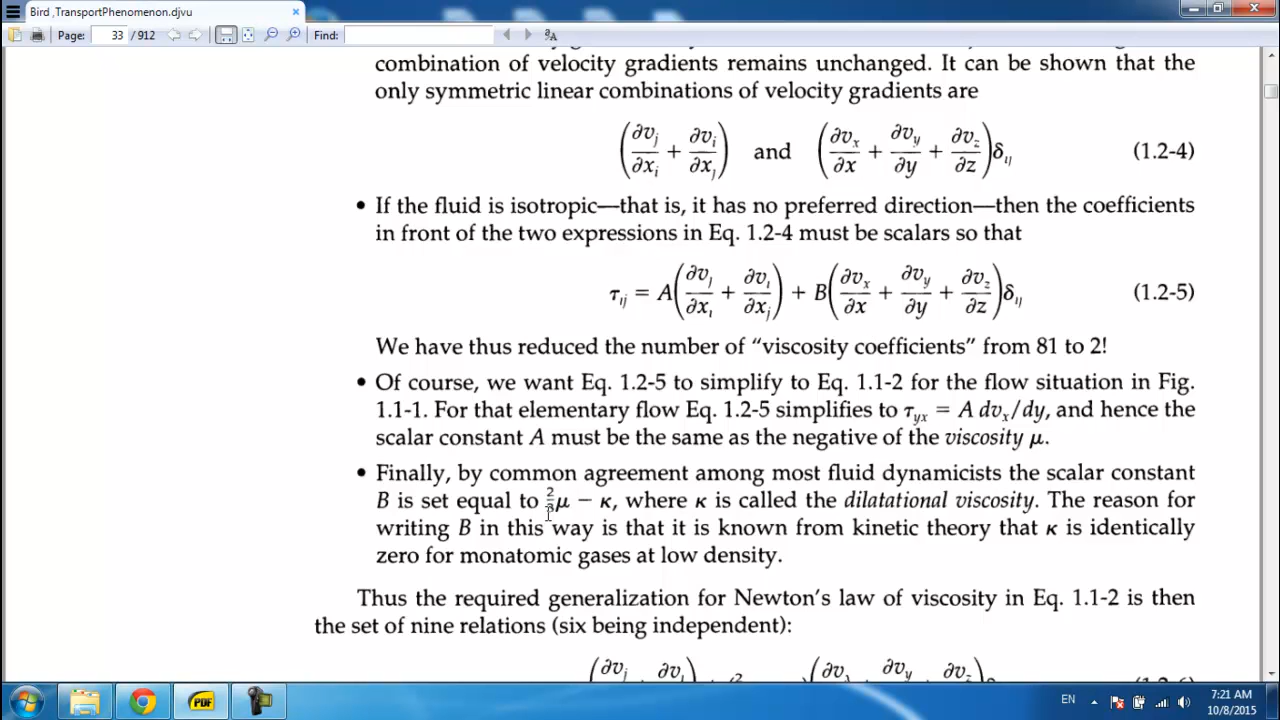 Bird ,TransportPhenomenon.djvu
Page: 33 / 912 Find:
combination of velocity gradients remains unchanged. It can be shown that the
only symmetric linear combinations of velocity gradients are
(∂v_j/∂x_i + ∂v_i/∂x_j) and (∂v_x/∂x + ∂v_y/∂y + ∂v_z/∂z)δ_ij (1.2-4)
• If the fluid is isotropic—that is, it has no preferred direction—then the coefficients
in front of the two expressions in Eq. 1.2-4 must be scalars so that
τ_ij = A(∂v_j/∂x_i + ∂v_i/∂x_j) + B(∂v_x/∂x + ∂v_y/∂y + ∂v_z/∂z)δ_ij (1.2-5)
We have thus reduced the number of “viscosity coefficients” from 81 to 2!
• Of course, we want Eq. 1.2-5 to simplify to Eq. 1.1-2 for the flow situation in Fig.
1.1-1. For that elementary flow Eq. 1.2-5 simplifies to τ_yx = A dv_x/dy, and hence the
scalar constant A must be the same as the negative of the viscosity μ.
• Finally, by common agreement among most fluid dynamicists the scalar constant
B is set equal to 2/3μ − κ, where κ is called the dilatational viscosity. The reason for
writing B in this way is that it is known from kinetic theory that κ is identically
zero for monatomic gases at low density.
Thus the required generalization for Newton’s law of viscosity in Eq. 1.1-2 is then
the set of nine relations (six being independent):
PDF
EN
7:21 AM
10/8/2015